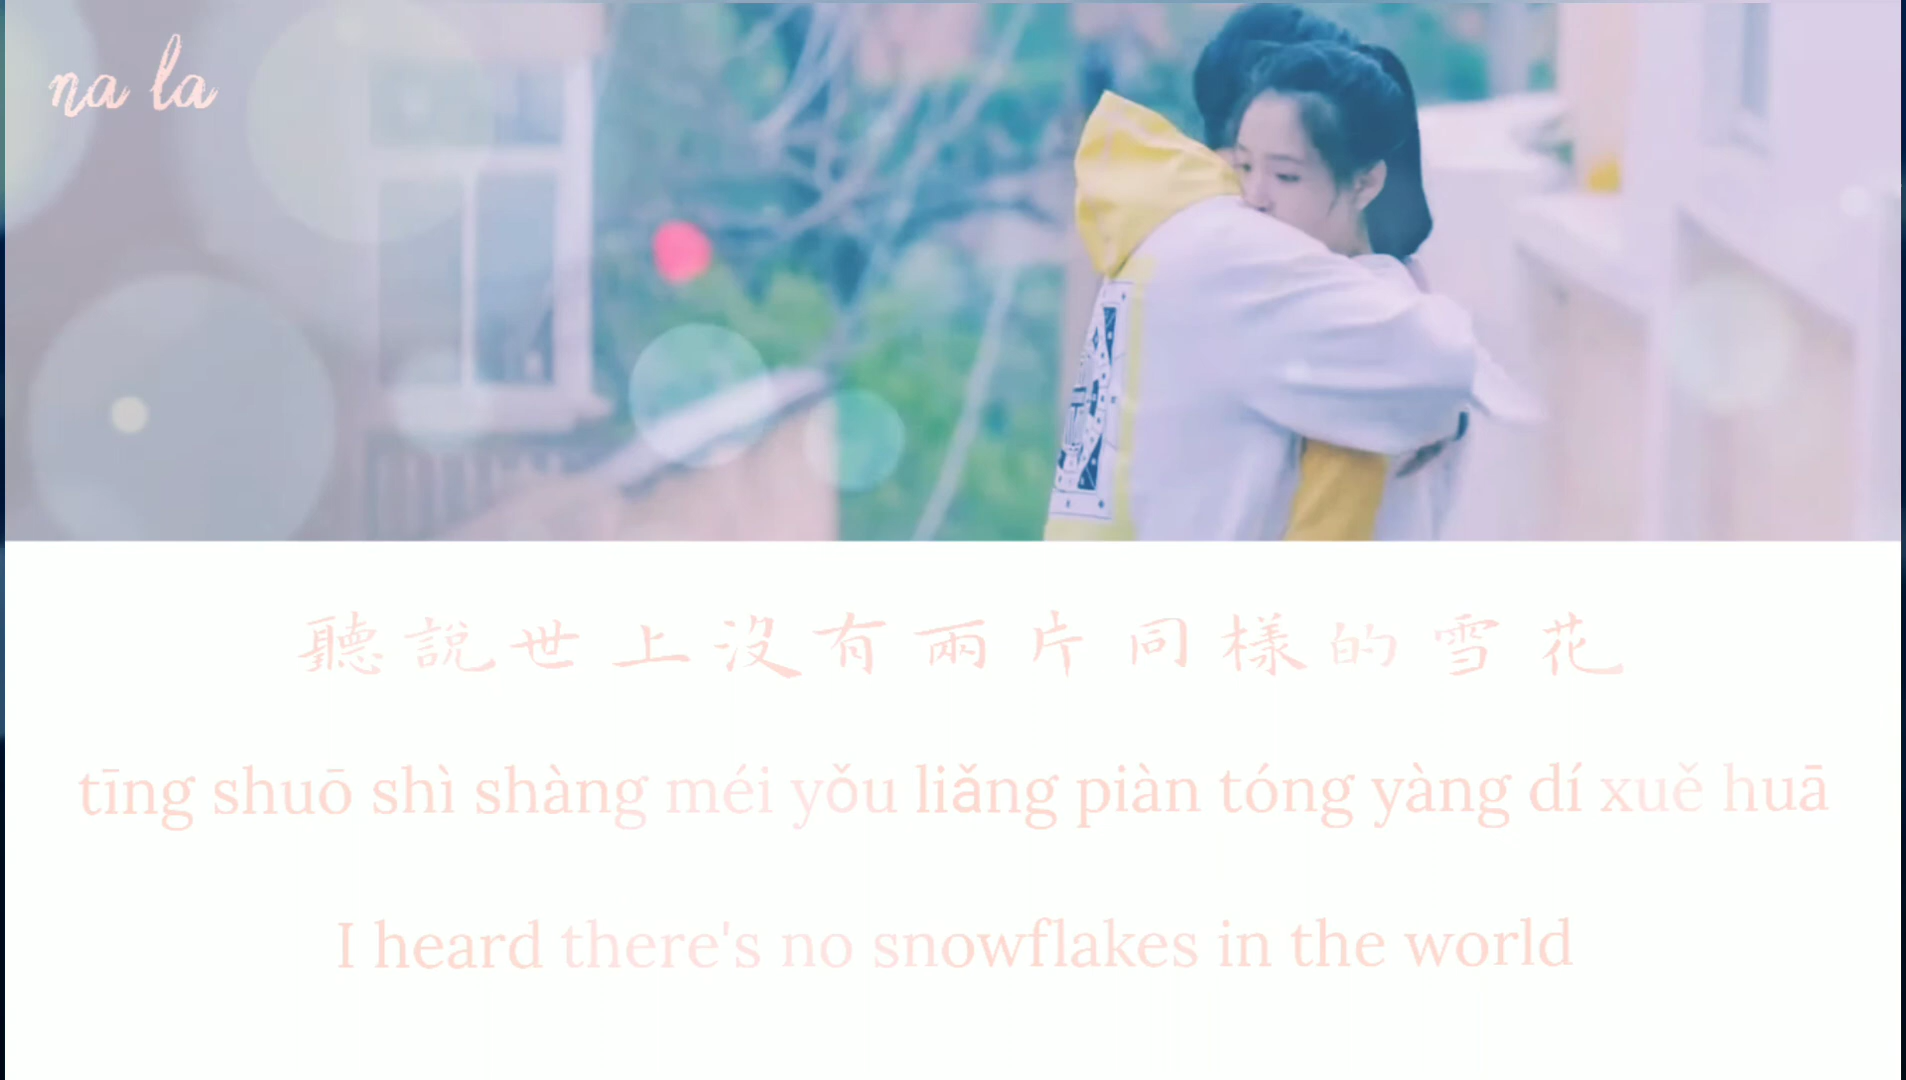 na la
聽說世上沒有兩片同樣的雪花
tīng shuō shì shàng méi yǒu liǎng piàn tóng yàng dí xuě huā
I heard there's no snowflakes in the world